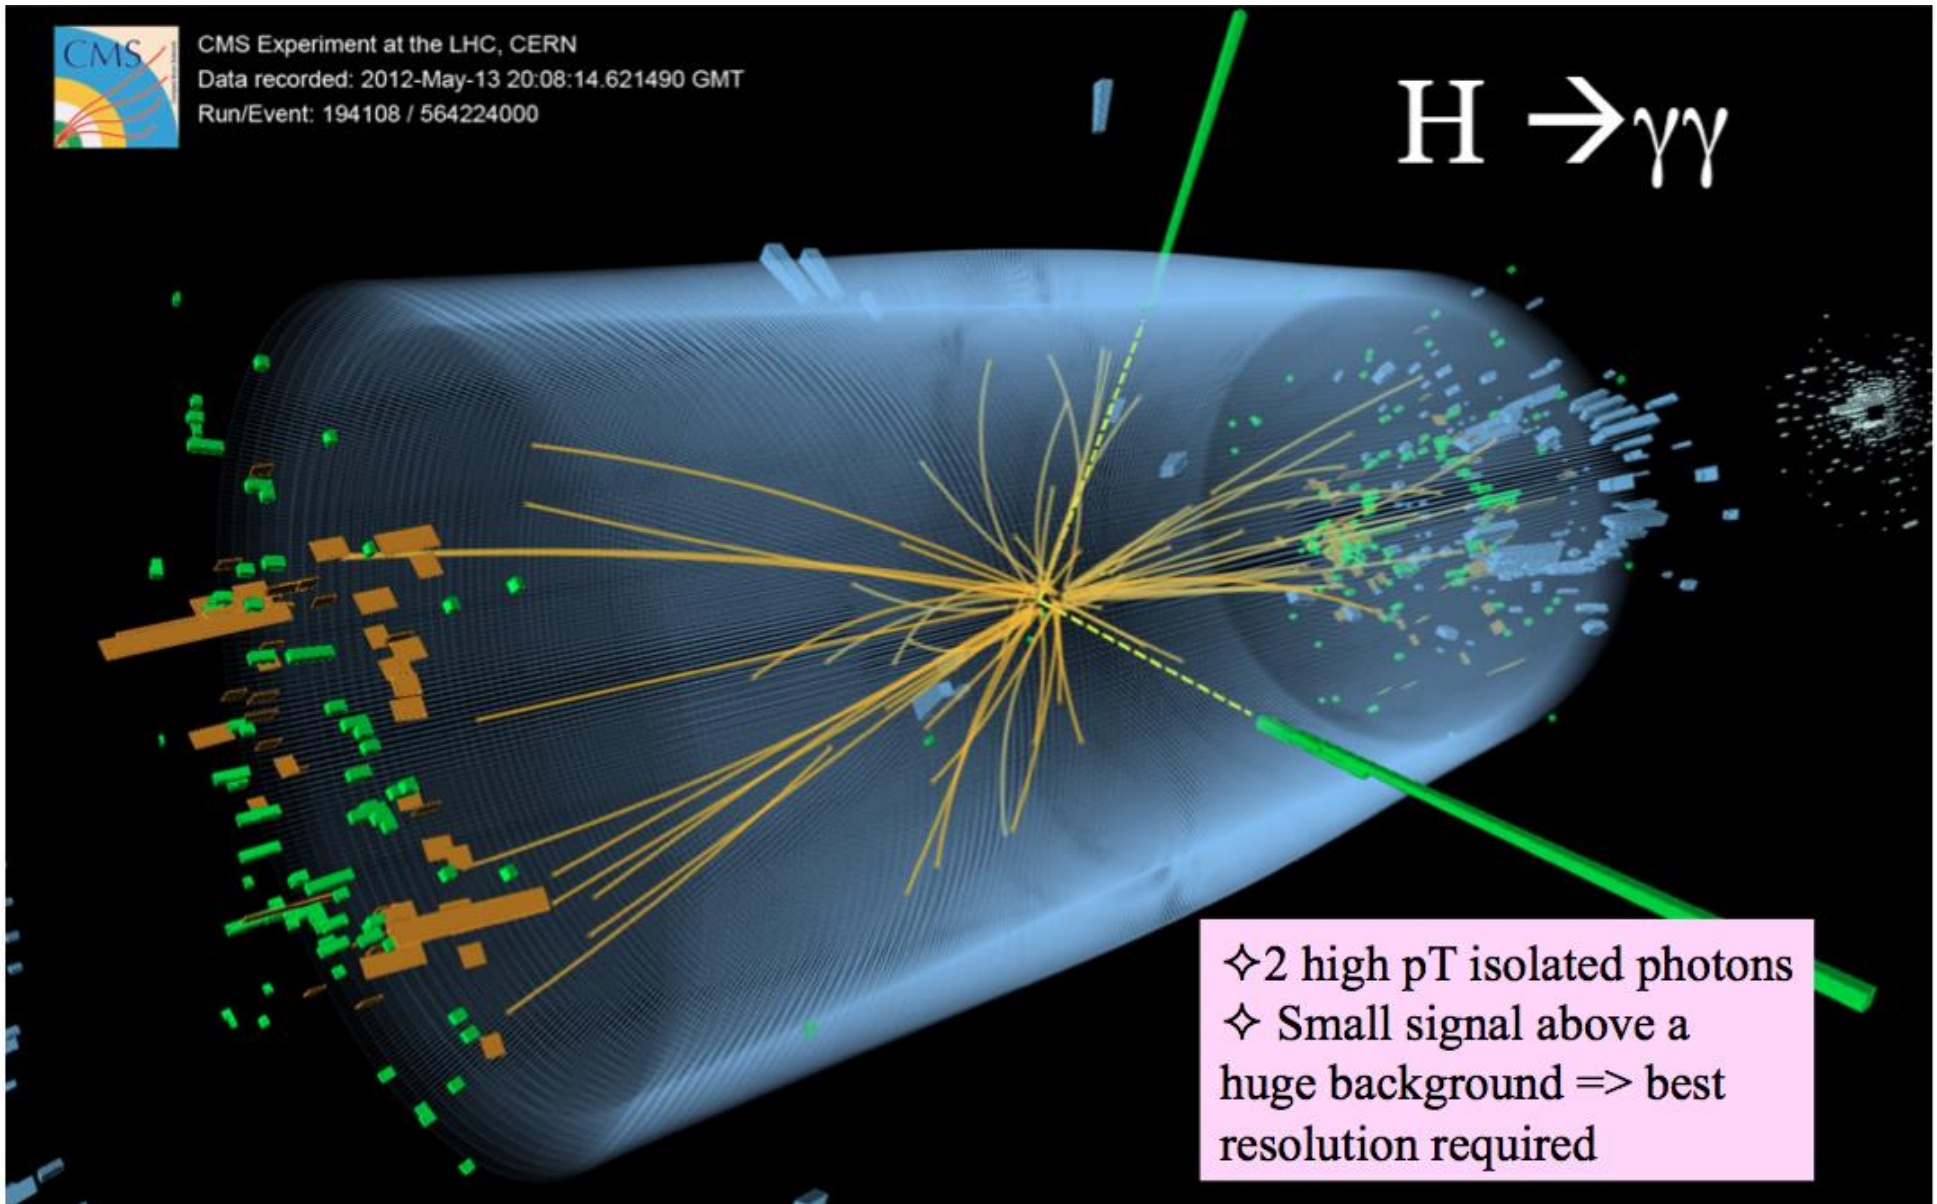 CMS
CMS Experiment at the LHC, CERN
Data recorded: 2012-May-13 20:08:14.621490 GMT
Run/Event: 194108 / 564224000
H → γγ
✧2 high pT isolated photons
✧ Small signal above a
huge background => best
resolution required